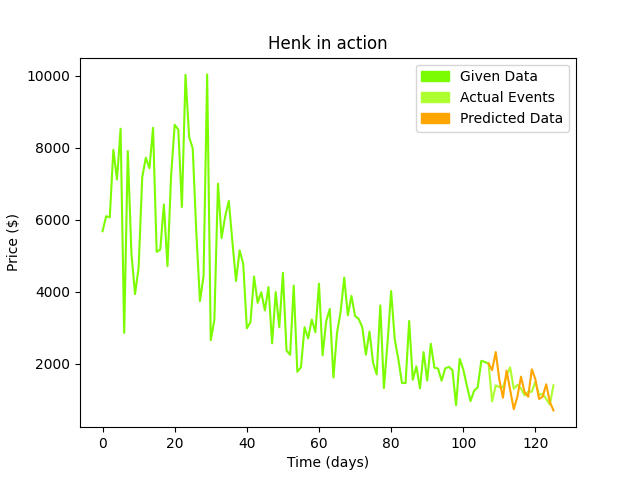 Henk in action
Given Data
Actual Events
Predicted Data
Price ($)
10000
8000
6000
4000
2000
0 20 40 60 80 100 120
Time (days)